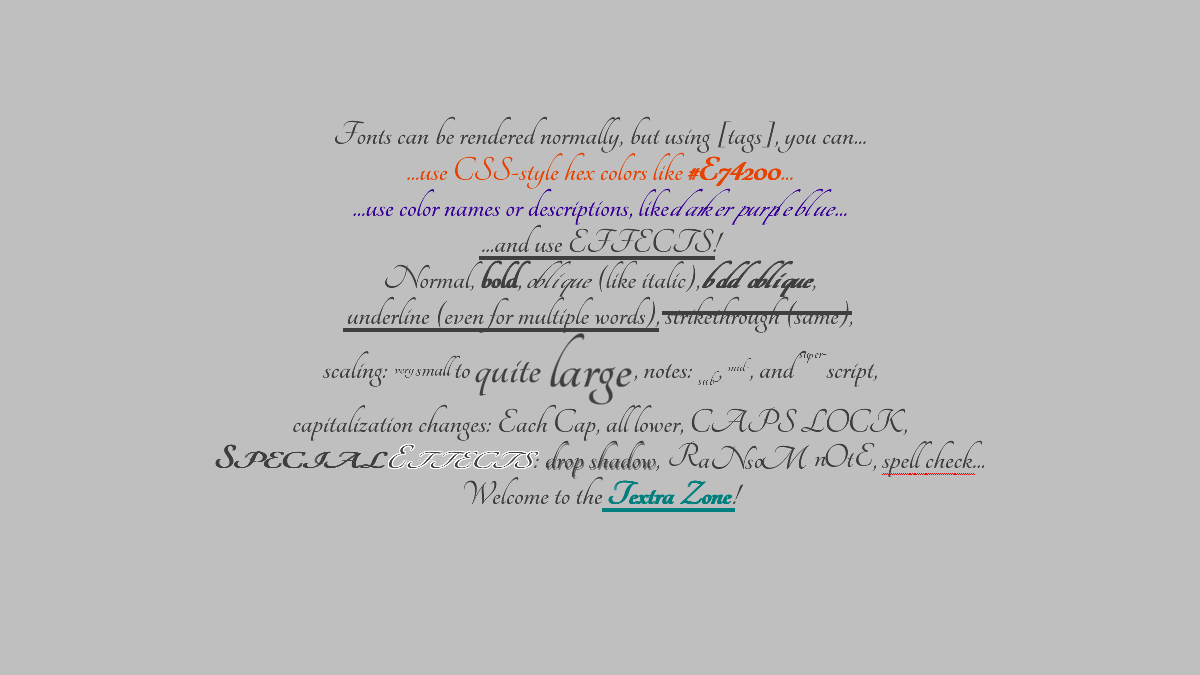 Fonts can be rendered normally, but using [tags], you can...
...use CSS-style hex colors like #E74200...
...use color names or descriptions, like darker purple blue...
...and use EFFECTS!
Normal, bold, oblique (like italic), bold oblique,
underline (even for multiple words), strikethrough (same),
scaling: very small to quite large, notes: sub-, mid-, and super-script,
capitalization changes: Each Cap, all lower, CAPS LOCK,
SPECIAL EFFECTS: drop shadow, RaNsoM nOtE, spell check...
Welcome to the Textra Zone!